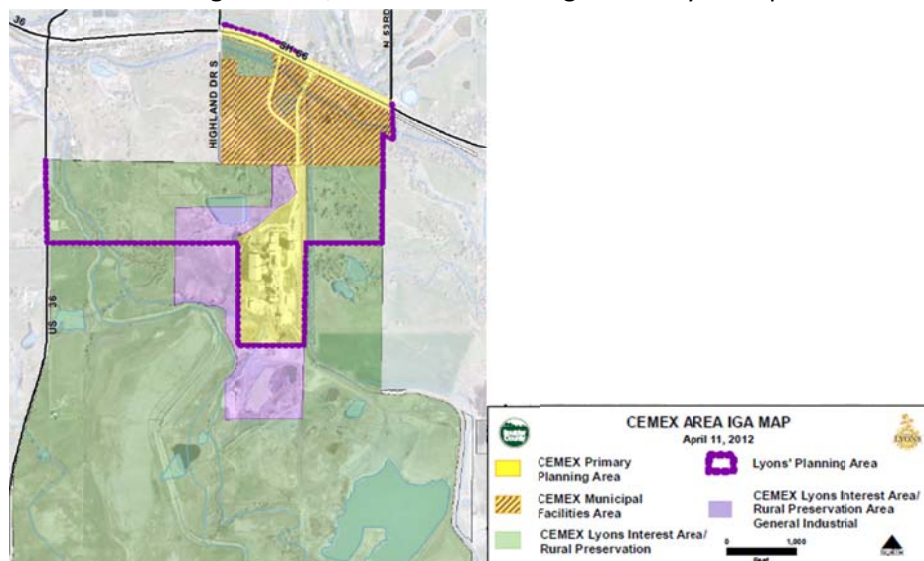 36
SH 66
N 53RD
HIGHLAND DR S
US 36
CEMEX AREA IGA MAP
April 11, 2012
LYONS
CEMEX Primary
Planning Area
Lyons' Planning Area
CEMEX Municipal
Facilities Area
CEMEX Lyons Interest Area/
Rural Preservation Area
General Industrial
CEMEX Lyons Interest Area/
Rural Preservation
0 1,000
Feet
NORTH